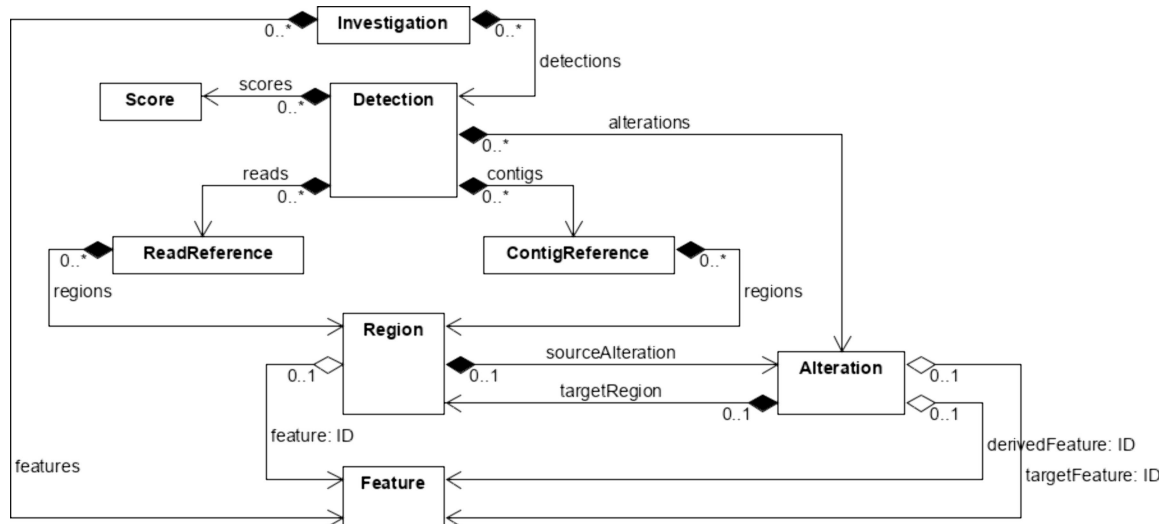 Investigation
0..*
0..*
detections
scores
Score
0..*
Detection
alterations
0..*
reads
contigs
0..*
0..*
ReadReference
ContigReference
0..*
0..*
regions
regions
Region
sourceAlteration
Alteration
0..1
0..1
0..1
targetRegion
0..1
0..1
feature: ID
derivedFeature: ID
features
Feature
targetFeature: ID